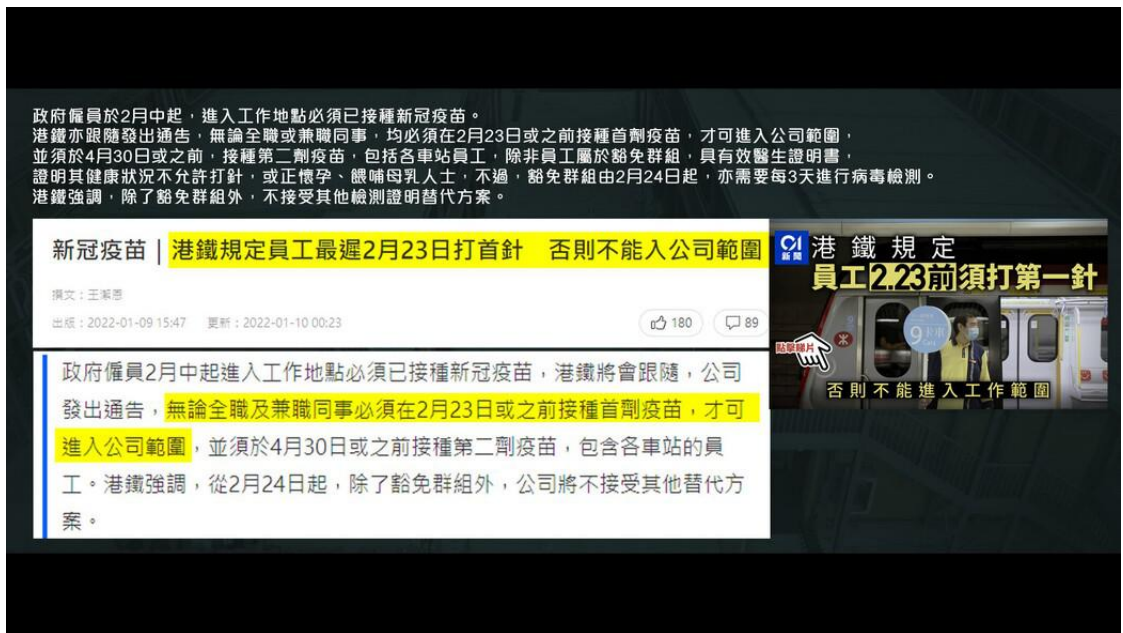 政府僱員於2月中起，進入工作地點必須已接種新冠疫苗。
港鐵亦跟隨發出通告，無論全職或兼職同事，均必須在2月23日或之前接種首劑疫苗，才可進入公司範圍，
並須於4月30日或之前，接種第二劑疫苗，包括各車站員工，除非員工屬於豁免群組，具有效醫生證明書，
證明其健康狀況不允許打針，或正懷孕、餵哺母乳人士，不過，豁免群組由2月24日起，亦需要每3天進行病毒檢測。
港鐵強調，除了豁免群組外，不接受其他檢測證明替代方案。
新冠疫苗｜港鐵規定員工最遲2月23日打首針　否則不能入公司範圍
撰文：王潔恩
出版：2022-01-09 15:47　更新：2022-01-10 00:23
180
89
政府僱員2月中起進入工作地點必須已接種新冠疫苗，港鐵將會跟隨，公司
發出通告，無論全職及兼職同事必須在2月23日或之前接種首劑疫苗，才可
進入公司範圍，並須於4月30日或之前接種第二劑疫苗，包含各車站的員
工。港鐵強調，從2月24日起，除了豁免群組外，公司將不接受其他替代方
案。
01
新聞
港鐵規定
員工2.23前須打第一針
9
點擊睇片
否則不能進入工作範圍